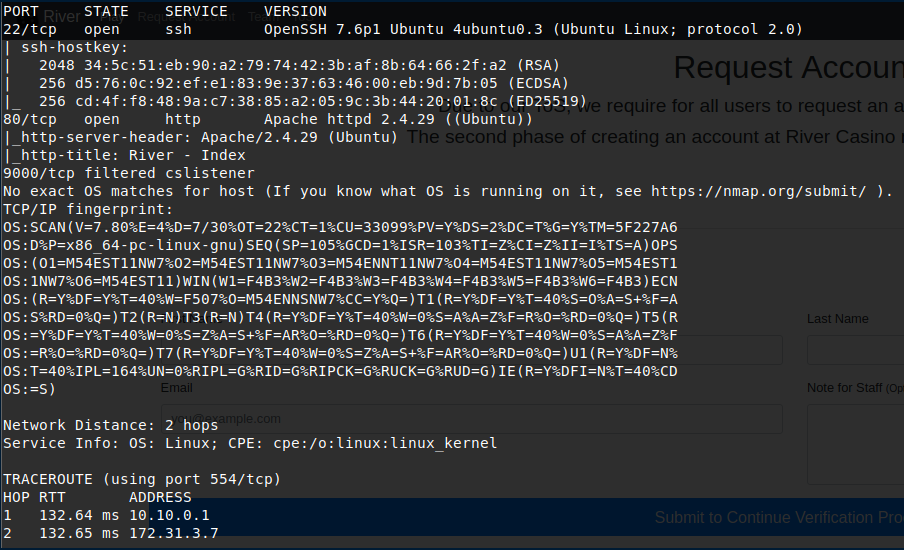 PORT      STATE    SERVICE    VERSION
22/tcp   open     ssh        OpenSSH 7.6p1 Ubuntu 4ubuntu0.3 (Ubuntu Linux; protocol 2.0)
| ssh-hostkey:
|   2048 34:5c:51:eb:90:a2:79:74:42:3b:af:8b:64:66:2f:a2 (RSA)
|   256 d5:76:0c:92:ef:e1:83:9e:37:63:46:00:eb:9d:7b:05 (ECDSA)
|_  256 cd:4f:f8:48:9a:c7:38:85:a2:05:9c:3b:44:20:01:8c (ED25519)
80/tcp   open     http       Apache httpd 2.4.29 ((Ubuntu))
|_http-server-header: Apache/2.4.29 (Ubuntu)
|_http-title: River - Index
9000/tcp filtered cslistener
No exact OS matches for host (If you know what OS is running on it, see https://nmap.org/submit/ ).
TCP/IP fingerprint:
OS:SCAN(V=7.80%E=4%D=7/30%OT=22%CT=1%CU=33099%PV=Y%DS=2%DC=T%G=Y%TM=5F227A6
OS:D%P=x86_64-pc-linux-gnu)SEQ(SP=105%GCD=1%ISR=103%TI=Z%CI=Z%II=I%TS=A)OPS
OS:(O1=M54EST11NW7%O2=M54EST11NW7%O3=M54ENNT11NW7%O4=M54EST11NW7%O5=M54EST1
OS:1NW7%O6=M54EST11)WIN(W1=F4B3%W2=F4B3%W3=F4B3%W4=F4B3%W5=F4B3%W6=F4B3)ECN
OS:(R=Y%DF=Y%T=40%W=F507%O=M54ENNSNW7%CC=Y%Q=)T1(R=Y%DF=Y%T=40%S=O%A=S+%F=A
OS:S%RD=0%Q=)T2(R=N)T3(R=N)T4(R=Y%DF=Y%T=40%W=0%S=A%A=Z%F=R%O=%RD=0%Q=)T5(R
OS:=Y%DF=Y%T=40%W=0%S=Z%A=S+%F=AR%O=%RD=0%Q=)T6(R=Y%DF=Y%T=40%W=0%S=A%A=Z%F
OS:=R%O=%RD=0%Q=)T7(R=Y%DF=Y%T=40%W=0%S=Z%A=S+%F=AR%O=%RD=0%Q=)U1(R=Y%DF=N%
OS:T=40%IPL=164%UN=0%RIPL=G%RID=G%RIPCK=G%RUCK=G%RUD=G)IE(R=Y%DFI=N%T=40%CD
OS:=S)
Network Distance: 2 hops
Service Info: OS: Linux; CPE: cpe:/o:linux:linux_kernel
TRACEROUTE (using port 554/tcp)
HOP RTT       ADDRESS
1   132.64 ms 10.10.0.1
2   132.65 ms 172.31.3.7
River Play Request Account
Request Accoun
Due to our TOS, we require for all users to request an a
The second phase of creating an account at River Casino
Last Name
Email
Note for Staff
you@example.com
Submit to Continue Verification Pro